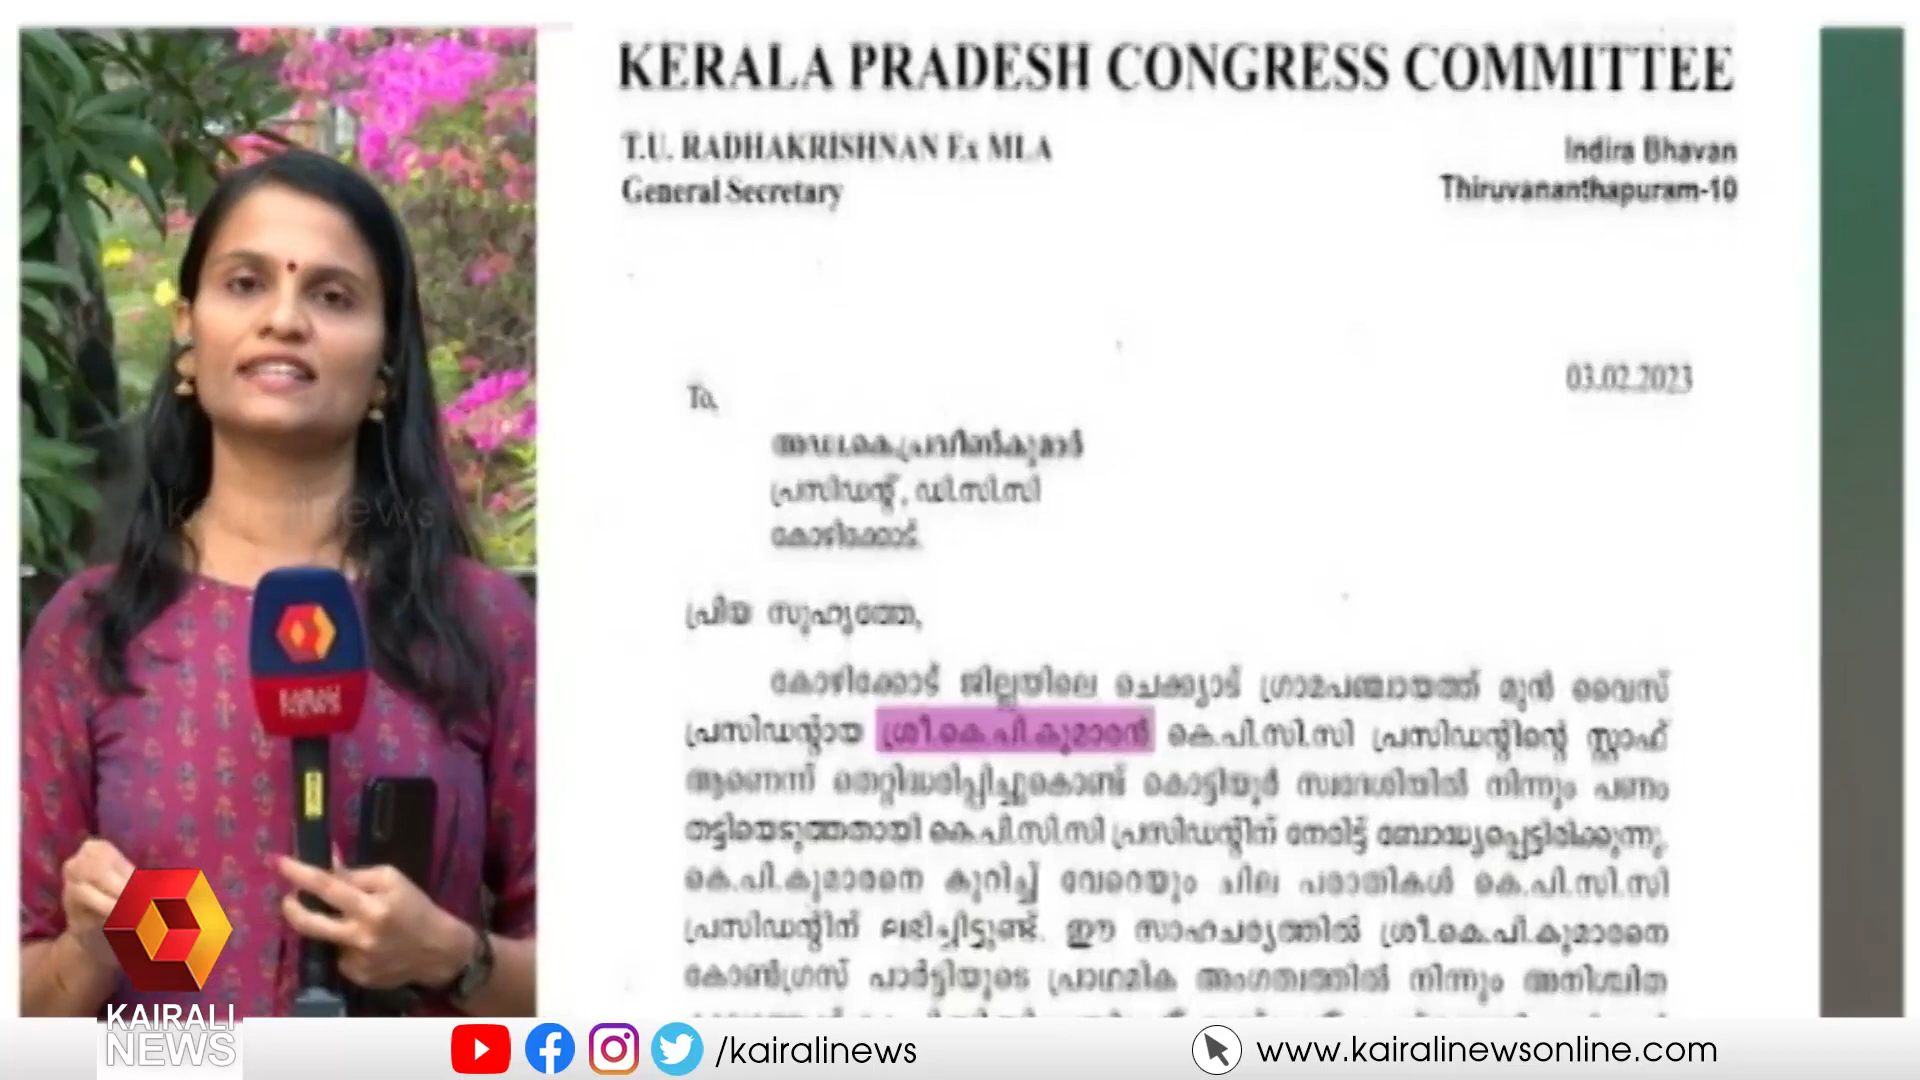 KERALA PRADESH CONGRESS COMMITTEE
T.U. RADHAKRISHNAN Ex MLA
General Secretary
Indira Bhavan
Thiruvananthapuram-10
03.02.2023
To,
അഡ്വ.കെ.പ്രവീൺകുമാർ
പ്രസിഡന്റ്, ഡി.സി.സി
കോഴിക്കോട്.
പ്രിയ സുഹൃത്തേ,
കോഴിക്കോട് ജില്ലയിലെ ചെക്യാട് ഗ്രാമപഞ്ചായത്ത് മുൻ വൈസ്
പ്രസിഡന്റായ ശ്രീ.കെ.പി.കുമാരൻ കെ.പി.സി.സി പ്രസിഡന്റിന്റെ സ്റ്റാഫ്
ആണെന്ന് തെറ്റിദ്ധരിപ്പിച്ചുകൊണ്ട് കൊട്ടിയൂർ സ്വദേശിയിൽ നിന്നും പണം
തട്ടിയെടുത്തതായി കെ.പി.സി.സി പ്രസിഡന്റിന് നേരിട്ട് ബോദ്ധ്യപ്പെട്ടിരിക്കുന്നു.
കെ.പി.കുമാരനെ കുറിച്ച് വേറെയും ചില പരാതികൾ കെ.പി.സി.സി
പ്രസിഡന്റിന് ലഭിച്ചിട്ടുണ്ട്. ഈ സാഹചര്യത്തിൽ ശ്രീ.കെ.പി.കുമാരനെ
കോൺഗ്രസ് പാർട്ടിയുടെ പ്രാഥമിക അംഗത്വത്തിൽ നിന്നും അനിശ്ചിത
kairalinews
KAIRALI
NEWS
KAIRALI
NEWS
/kairalinews
www.kairalinewsonline.com